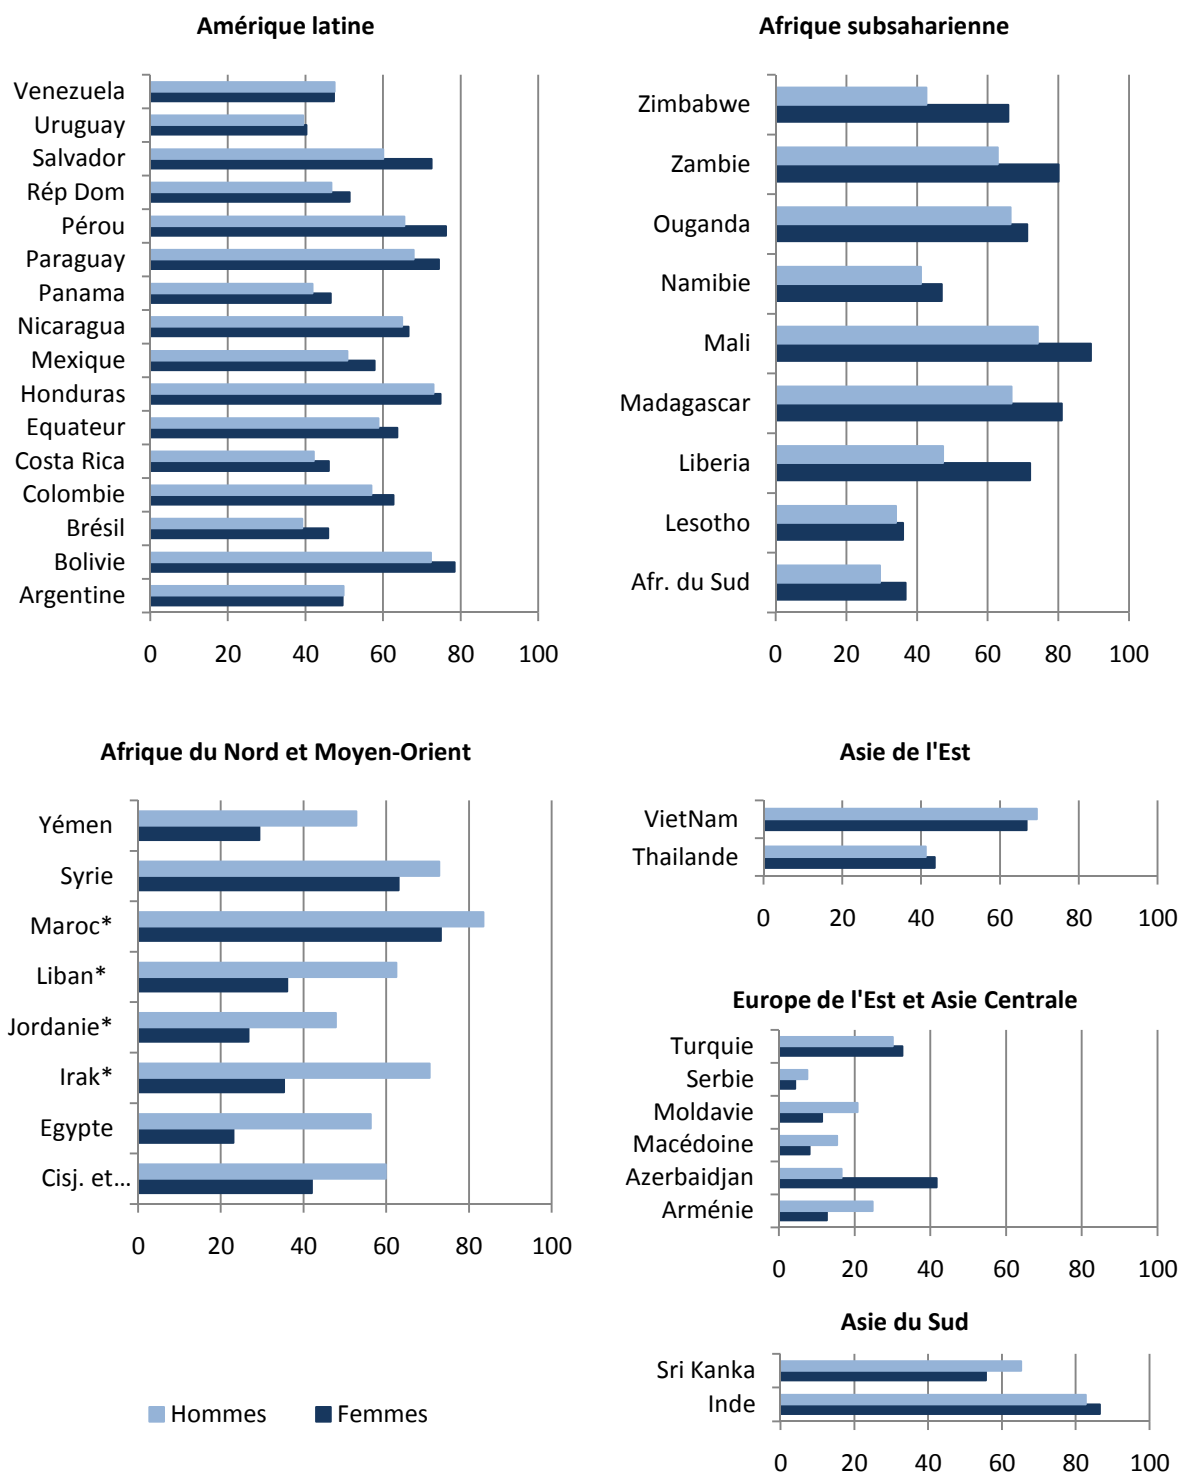 Amérique latine
Venezuela
Uruguay
Salvador
Rép Dom
Pérou
Paraguay
Panama
Nicaragua
Mexique
Honduras
Equateur
Costa Rica
Colombie
Brésil
Bolivie
Argentine
0 20 40 60 80 100
Afrique subsaharienne
Zimbabwe
Zambie
Ouganda
Namibie
Mali
Madagascar
Liberia
Lesotho
Afr. du Sud
0 20 40 60 80 100
Afrique du Nord et Moyen-Orient
Yémen
Syrie
Maroc*
Liban*
Jordanie*
Irak*
Egypte
Cisj. et...
0 20 40 60 80 100
Asie de l'Est
VietNam
Thailande
0 20 40 60 80 100
Europe de l'Est et Asie Centrale
Turquie
Serbie
Moldavie
Macédoine
Azerbaidjan
Arménie
0 20 40 60 80 100
Asie du Sud
Sri Kanka
Inde
0 20 40 60 80 100
Hommes Femmes